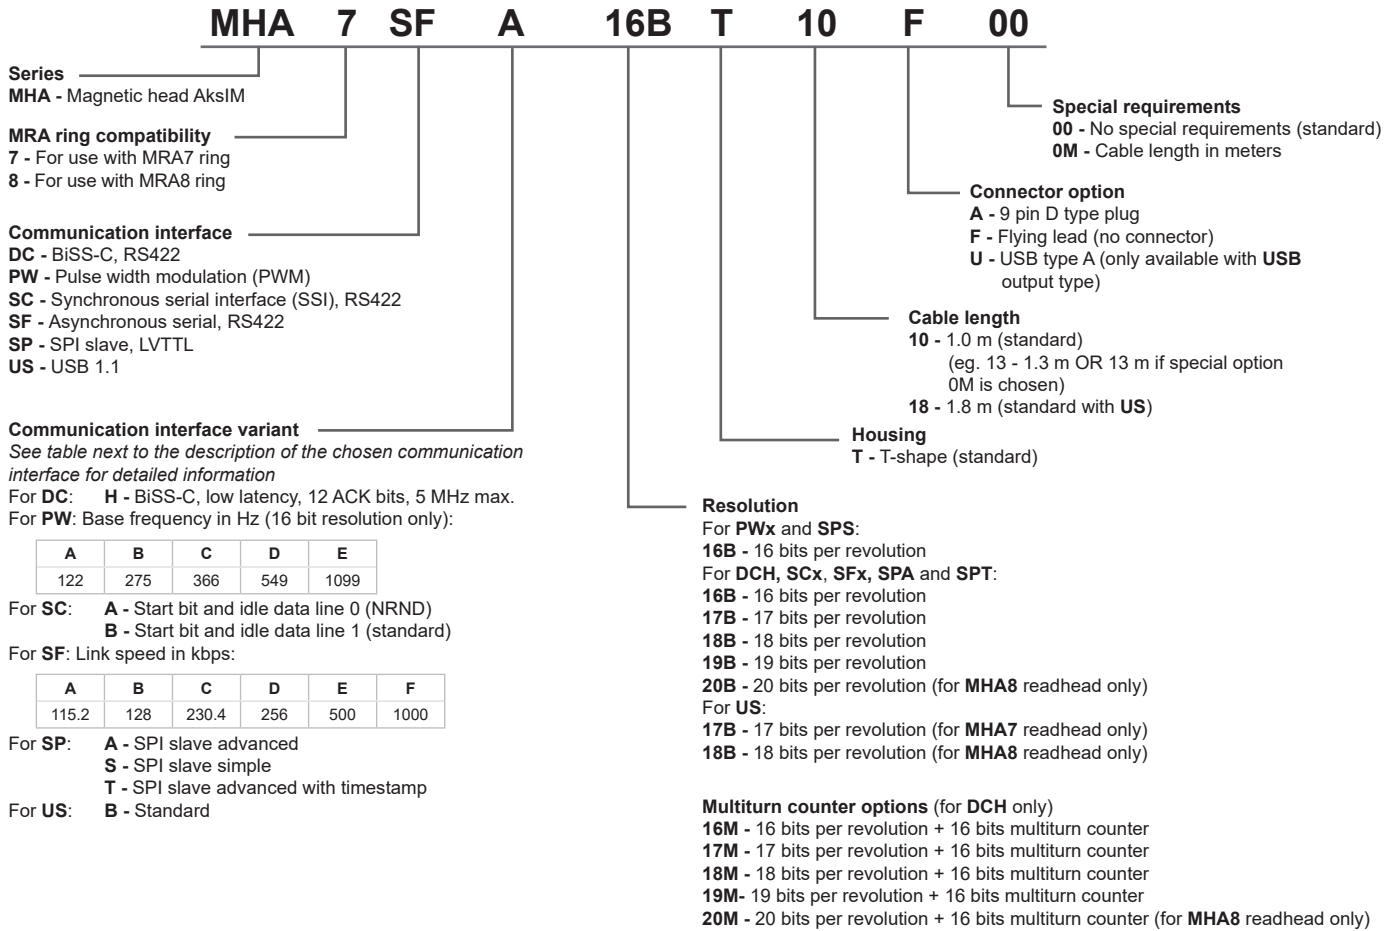 MHA 7 SF A 16B T 10 F 00
Series
MHA - Magnetic head AksIM
MRA ring compatibility
7 - For use with MRA7 ring
8 - For use with MRA8 ring
Communication interface
DC - BiSS-C, RS422
PW - Pulse width modulation (PWM)
SC - Synchronous serial interface (SSI), RS422
SF - Asynchronous serial, RS422
SP - SPI slave, LVTTL
US - USB 1.1
Communication interface variant
See table next to the description of the chosen communication
interface for detailed information
For DC: H - BiSS-C, low latency, 12 ACK bits, 5 MHz max.
For PW: Base frequency in Hz (16 bit resolution only):
A B C D E
122 275 366 549 1099
For SC: A - Start bit and idle data line 0 (NRND)
B - Start bit and idle data line 1 (standard)
For SF: Link speed in kbps:
A B C D E F
115.2 128 230.4 256 500 1000
For SP: A - SPI slave advanced
S - SPI slave simple
T - SPI slave advanced with timestamp
For US: B - Standard
Special requirements
00 - No special requirements (standard)
0M - Cable length in meters
Connector option
A - 9 pin D type plug
F - Flying lead (no connector)
U - USB type A (only available with USB
output type)
Cable length
10 - 1.0 m (standard)
(eg. 13 - 1.3 m OR 13 m if special option
0M is chosen)
18 - 1.8 m (standard with US)
Housing
T - T-shape (standard)
Resolution
For PWx and SPS:
16B - 16 bits per revolution
For DCH, SCx, SFx, SPA and SPT:
16B - 16 bits per revolution
17B - 17 bits per revolution
18B - 18 bits per revolution
19B - 19 bits per revolution
20B - 20 bits per revolution (for MHA8 readhead only)
For US:
17B - 17 bits per revolution (for MHA7 readhead only)
18B - 18 bits per revolution (for MHA8 readhead only)
Multiturn counter options (for DCH only)
16M - 16 bits per revolution + 16 bits multiturn counter
17M - 17 bits per revolution + 16 bits multiturn counter
18M - 18 bits per revolution + 16 bits multiturn counter
19M- 19 bits per revolution + 16 bits multiturn counter
20M - 20 bits per revolution + 16 bits multiturn counter (for MHA8 readhead only)